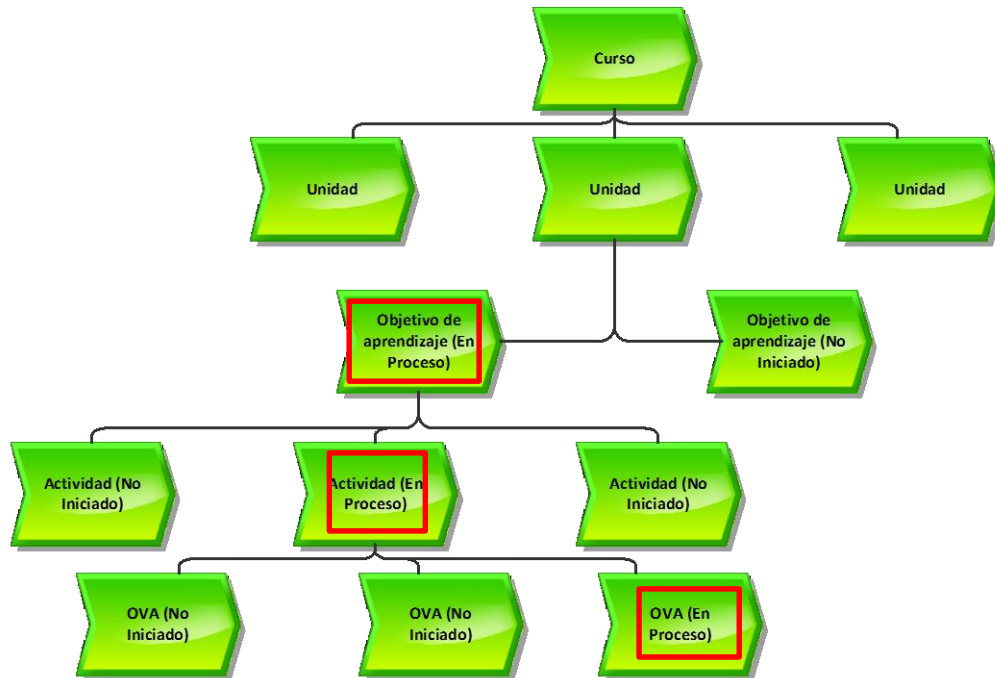 Curso
Unidad
Unidad
Unidad
Objetivo de
aprendizaje (En
Proceso)
Objetivo de
aprendizaje (No
Iniciado)
Actividad (No
Iniciado)
Actividad (En
Proceso)
Actividad (No
Iniciado)
OVA (No
Iniciado)
OVA (No
Iniciado)
OVA (En
Proceso)